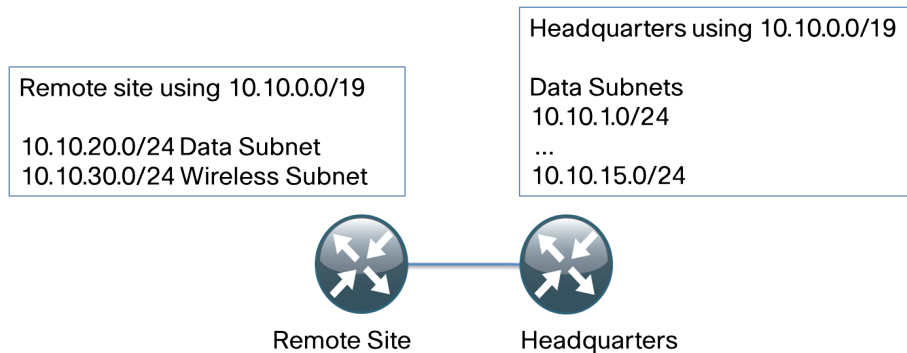 Remote site using 10.10.0.0/19
10.10.20.0/24 Data Subnet
10.10.30.0/24 Wireless Subnet
Headquarters using 10.10.0.0/19
Data Subnets
10.10.1.0/24
...
10.10.15.0/24
Remote Site
Headquarters